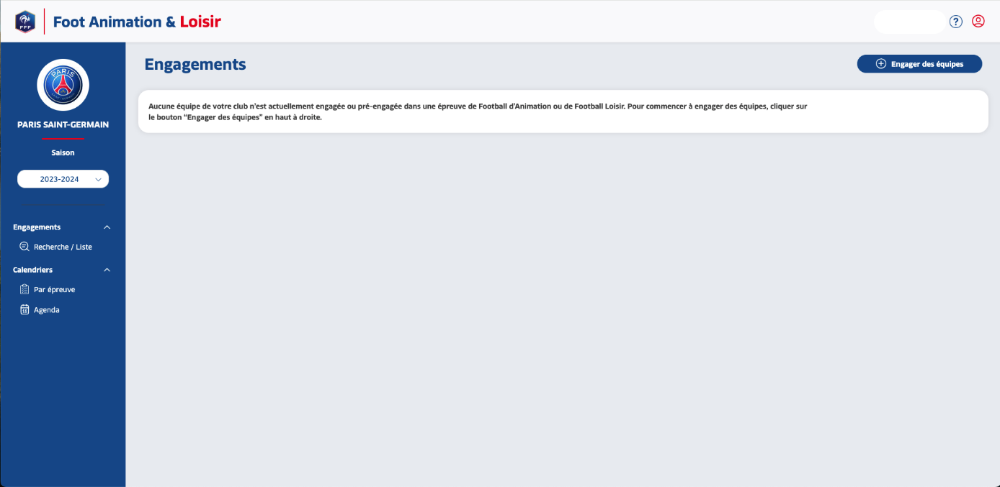 FFF
Foot Animation & Loisir
PARIS
SAINT-GERMAIN
PARIS SAINT-GERMAIN
Saison
2023-2024
Engagements
Recherche / Liste
Calendriers
Par épreuve
Agenda
Engagements
Engager des équipes
Aucune équipe de votre club n'est actuellement engagée ou pré-engagée dans une épreuve de Football d'Animation ou de Football Loisir. Pour commencer à engager des équipes, cliquer sur
le bouton “Engager des équipes” en haut à droite.